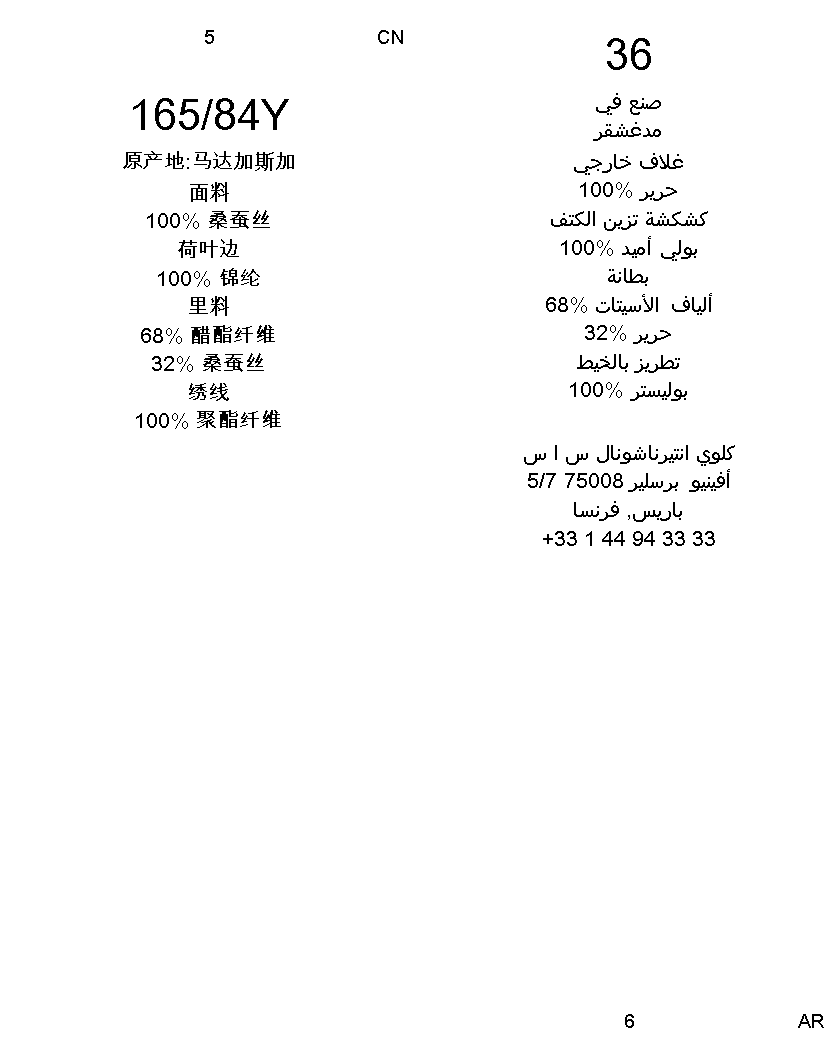 5
CN
165/84Y
原产地:马达加斯加
面料
100% 桑蚕丝
荷叶边
100% 锦纶
里料
68% 醋酯纤维
32% 桑蚕丝
绣线
100% 聚酯纤维
36
صنع في
مدغشقر
غلاف خارجي
حرير %100
كشكشة تزين الكتف
بولي أميد %100
بطانة
ألياف الأسيتات %68
حرير %32
تطريز بالخيط
بوليستر %100
كلوي انتيرناشونال س ا س
أفينيو برسلير 75008 5/7
باريس, فرنسا
+33 1 44 94 33 33
6
AR